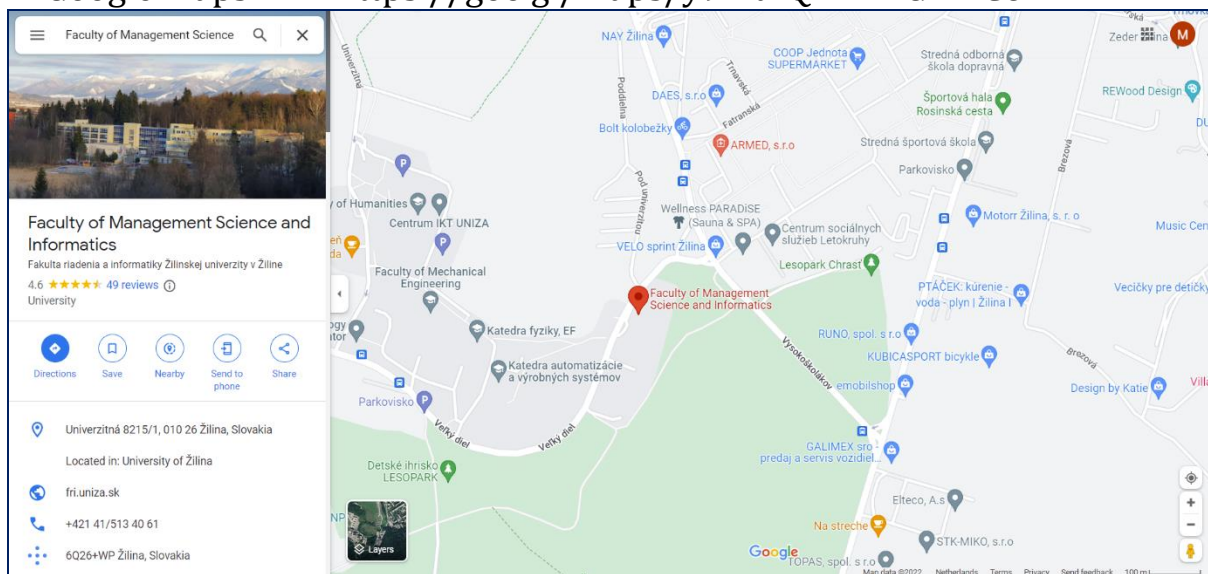 Faculty of Management Science
Faculty of Management Science and
Informatics
Fakulta riadenia a informatiky Žilinskej univerzity v Žiline
4.6 ★★★★★ 49 reviews
University
Directions
Save
Nearby
Send to
phone
Share
Univerzitná 8215/1, 010 26 Žilina, Slovakia
Located in: University of Žilina
fri.uniza.sk
+421 41/513 40 61
6Q26+WP Žilina, Slovakia
Univerzitná
NAY Žilina
Poddielna
Trnavská
COOP Jednota
SUPERMARKET
Stredná odborná
škola dopravná
Zeder
M
DAES, s.r.o
Fatranská
Športová hala
Rosinská cesta
REWood Design
DU
Bolt kolobežky
ARMED, s.r.o
Stredná športová škola
Brezová
P
Parkovisko
Pod univerzitou
y of Humanities
Centrum IKT UNIZA
Wellness PARADiSE
(Sauna & SPA)
Centrum sociálnych
služieb Letokruhy
Motorr Žilina, s. r. o
Music Cen
P
VELO sprint Žilina
Faculty of Mechanical
Engineering
Lesopark Chrasť
Faculty of Management
Science and Informatics
PTÁČEK: kúrenie -
voda - plyn | Žilina I
Vecičky pre detičky
Katedra fyziky, EF
RUNO, spol. s r.o
Vysokoškolákov
KUBICASPORT bicykle
Brezová
Katedra automatizácie
a výrobných systémov
emobilshop
Design by Katie
Villa
Parkovisko
P
Veľký diel
Veľký diel
GALIMEX sro -
predaj a servis vozidiel...
Detské ihrisko
LESOPARK
Elteco, A.s
NP
Layers
Na streche
STK-MIKO, s.r.o
Google
TOPAS, spol. s r.o
Map data ©2022
Netherlands
Terms
Privacy
Send feedback
100 m